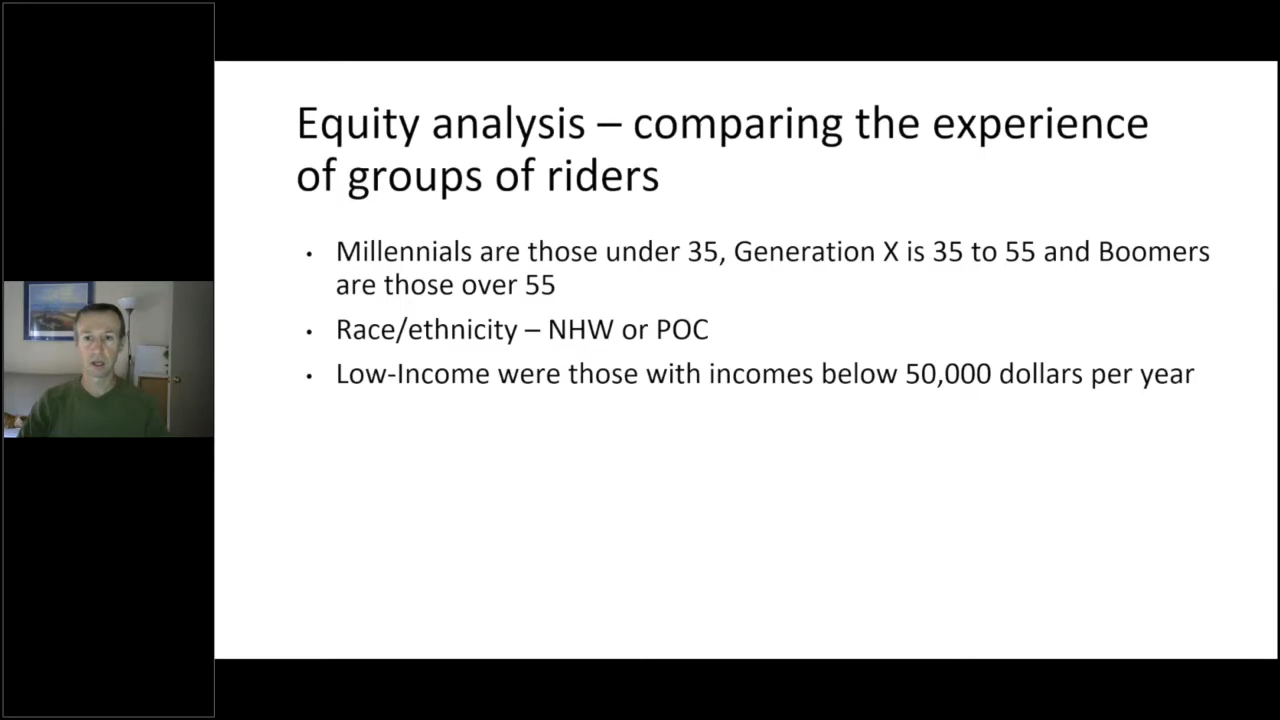 Equity analysis – comparing the experience
of groups of riders
• Millennials are those under 35, Generation X is 35 to 55 and Boomers
are those over 55
• Race/ethnicity – NHW or POC
• Low-Income were those with incomes below 50,000 dollars per year